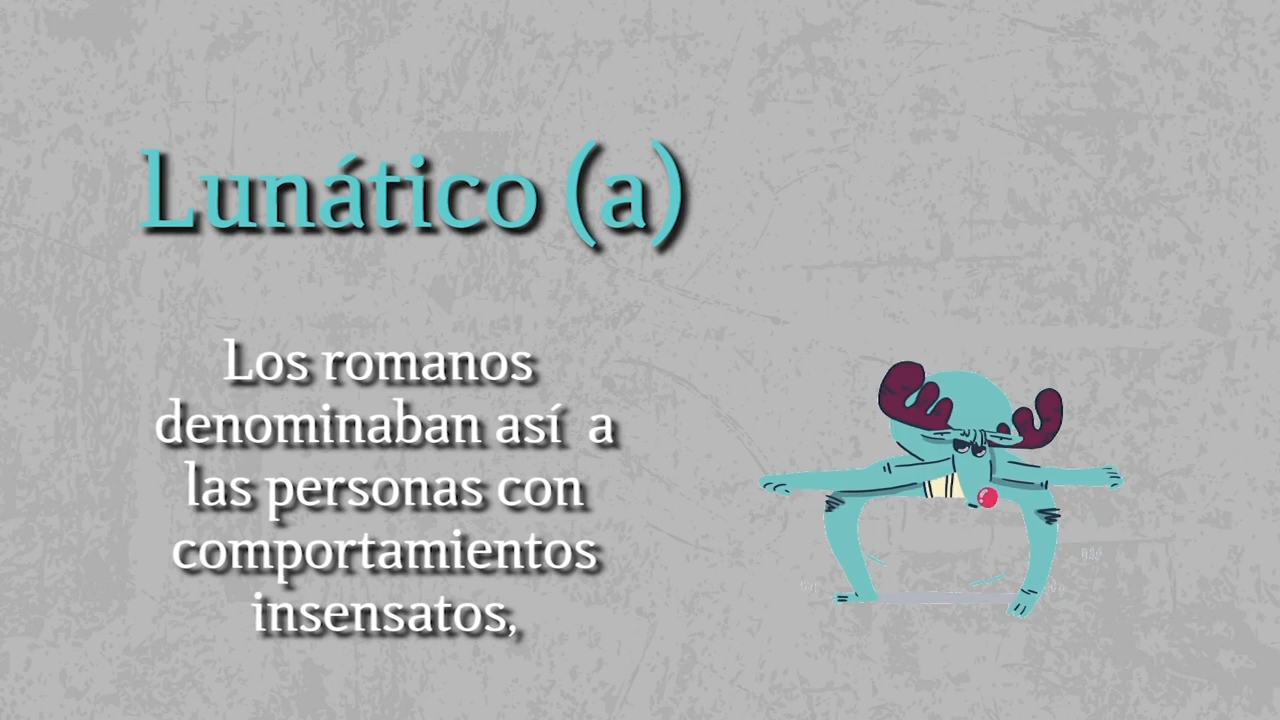 Lunático (a)
Los romanos
denominaban así  a
las personas con
comportamientos
insensatos,